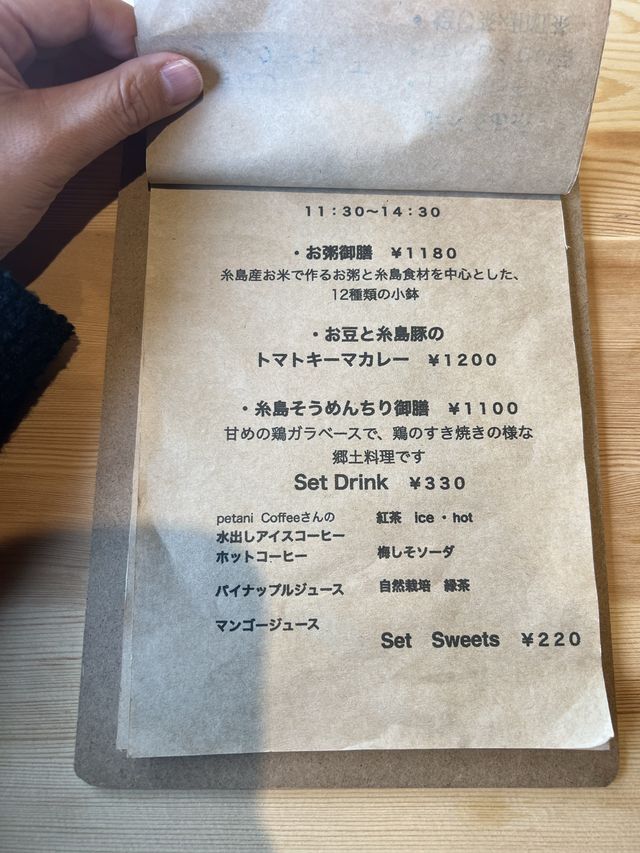 11:30〜14:30
・お粥御膳 ¥1180
糸島産お米で作るお粥と糸島食材を中心とした、
12種類の小鉢
・お豆と糸島豚の
トマトキーマカレー ¥1200
・糸島そうめんちり御膳 ¥1100
甘めの鶏ガラベースで、鶏のすき焼きの様な
郷土料理です
Set Drink ¥330
petani Coffeeさんの
水出しアイスコーヒー
ホットコーヒー
パイナップルジュース
マンゴージュース
紅茶 ice・hot
梅しそソーダ
自然栽培 緑茶
Set Sweets ¥220